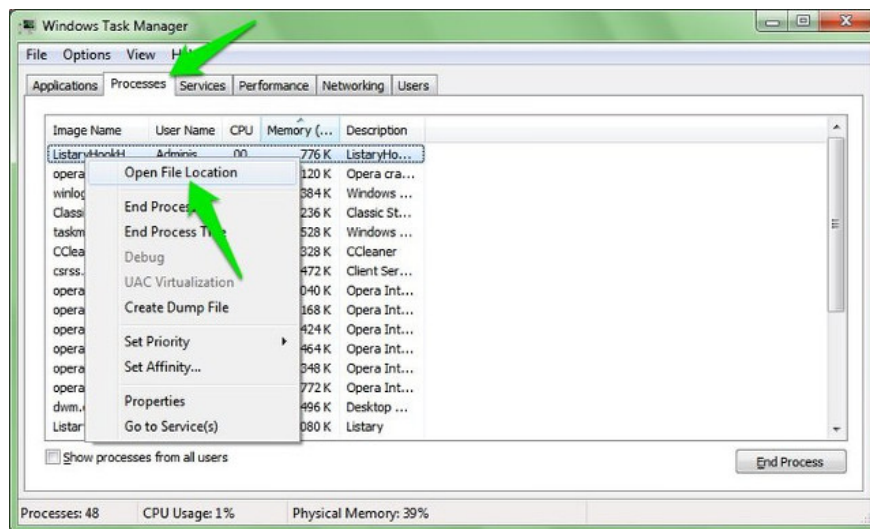 Windows Task Manager
File Options View
Applications Processes Services Performance Networking Users
Image Name User Name CPU Memory (... Description
ListaryHookH Adminis 00 776 K ListaryHo...
opera 120 K Opera cra...
Open File Location
winlog 384 K Windows ...
Classi 236 K Classic St...
End Process
taskm 528 K Windows ...
End Process Tree
CClea 328 K CCleaner
Debug
csrss. 472 K Client Ser...
UAC Virtualization
opera 040 K Opera Int...
Create Dump File
opera 168 K Opera Int...
opera 424 K Opera Int...
Set Priority
opera 464 K Opera Int...
Set Affinity...
opera 348 K Opera Int...
opera 772 K Opera Int...
Properties
dwm. 496 K Desktop ...
Go to Service(s)
Listar 080 K Listary
Show processes from all users
End Process
Processes: 48 CPU Usage: 1% Physical Memory: 39%